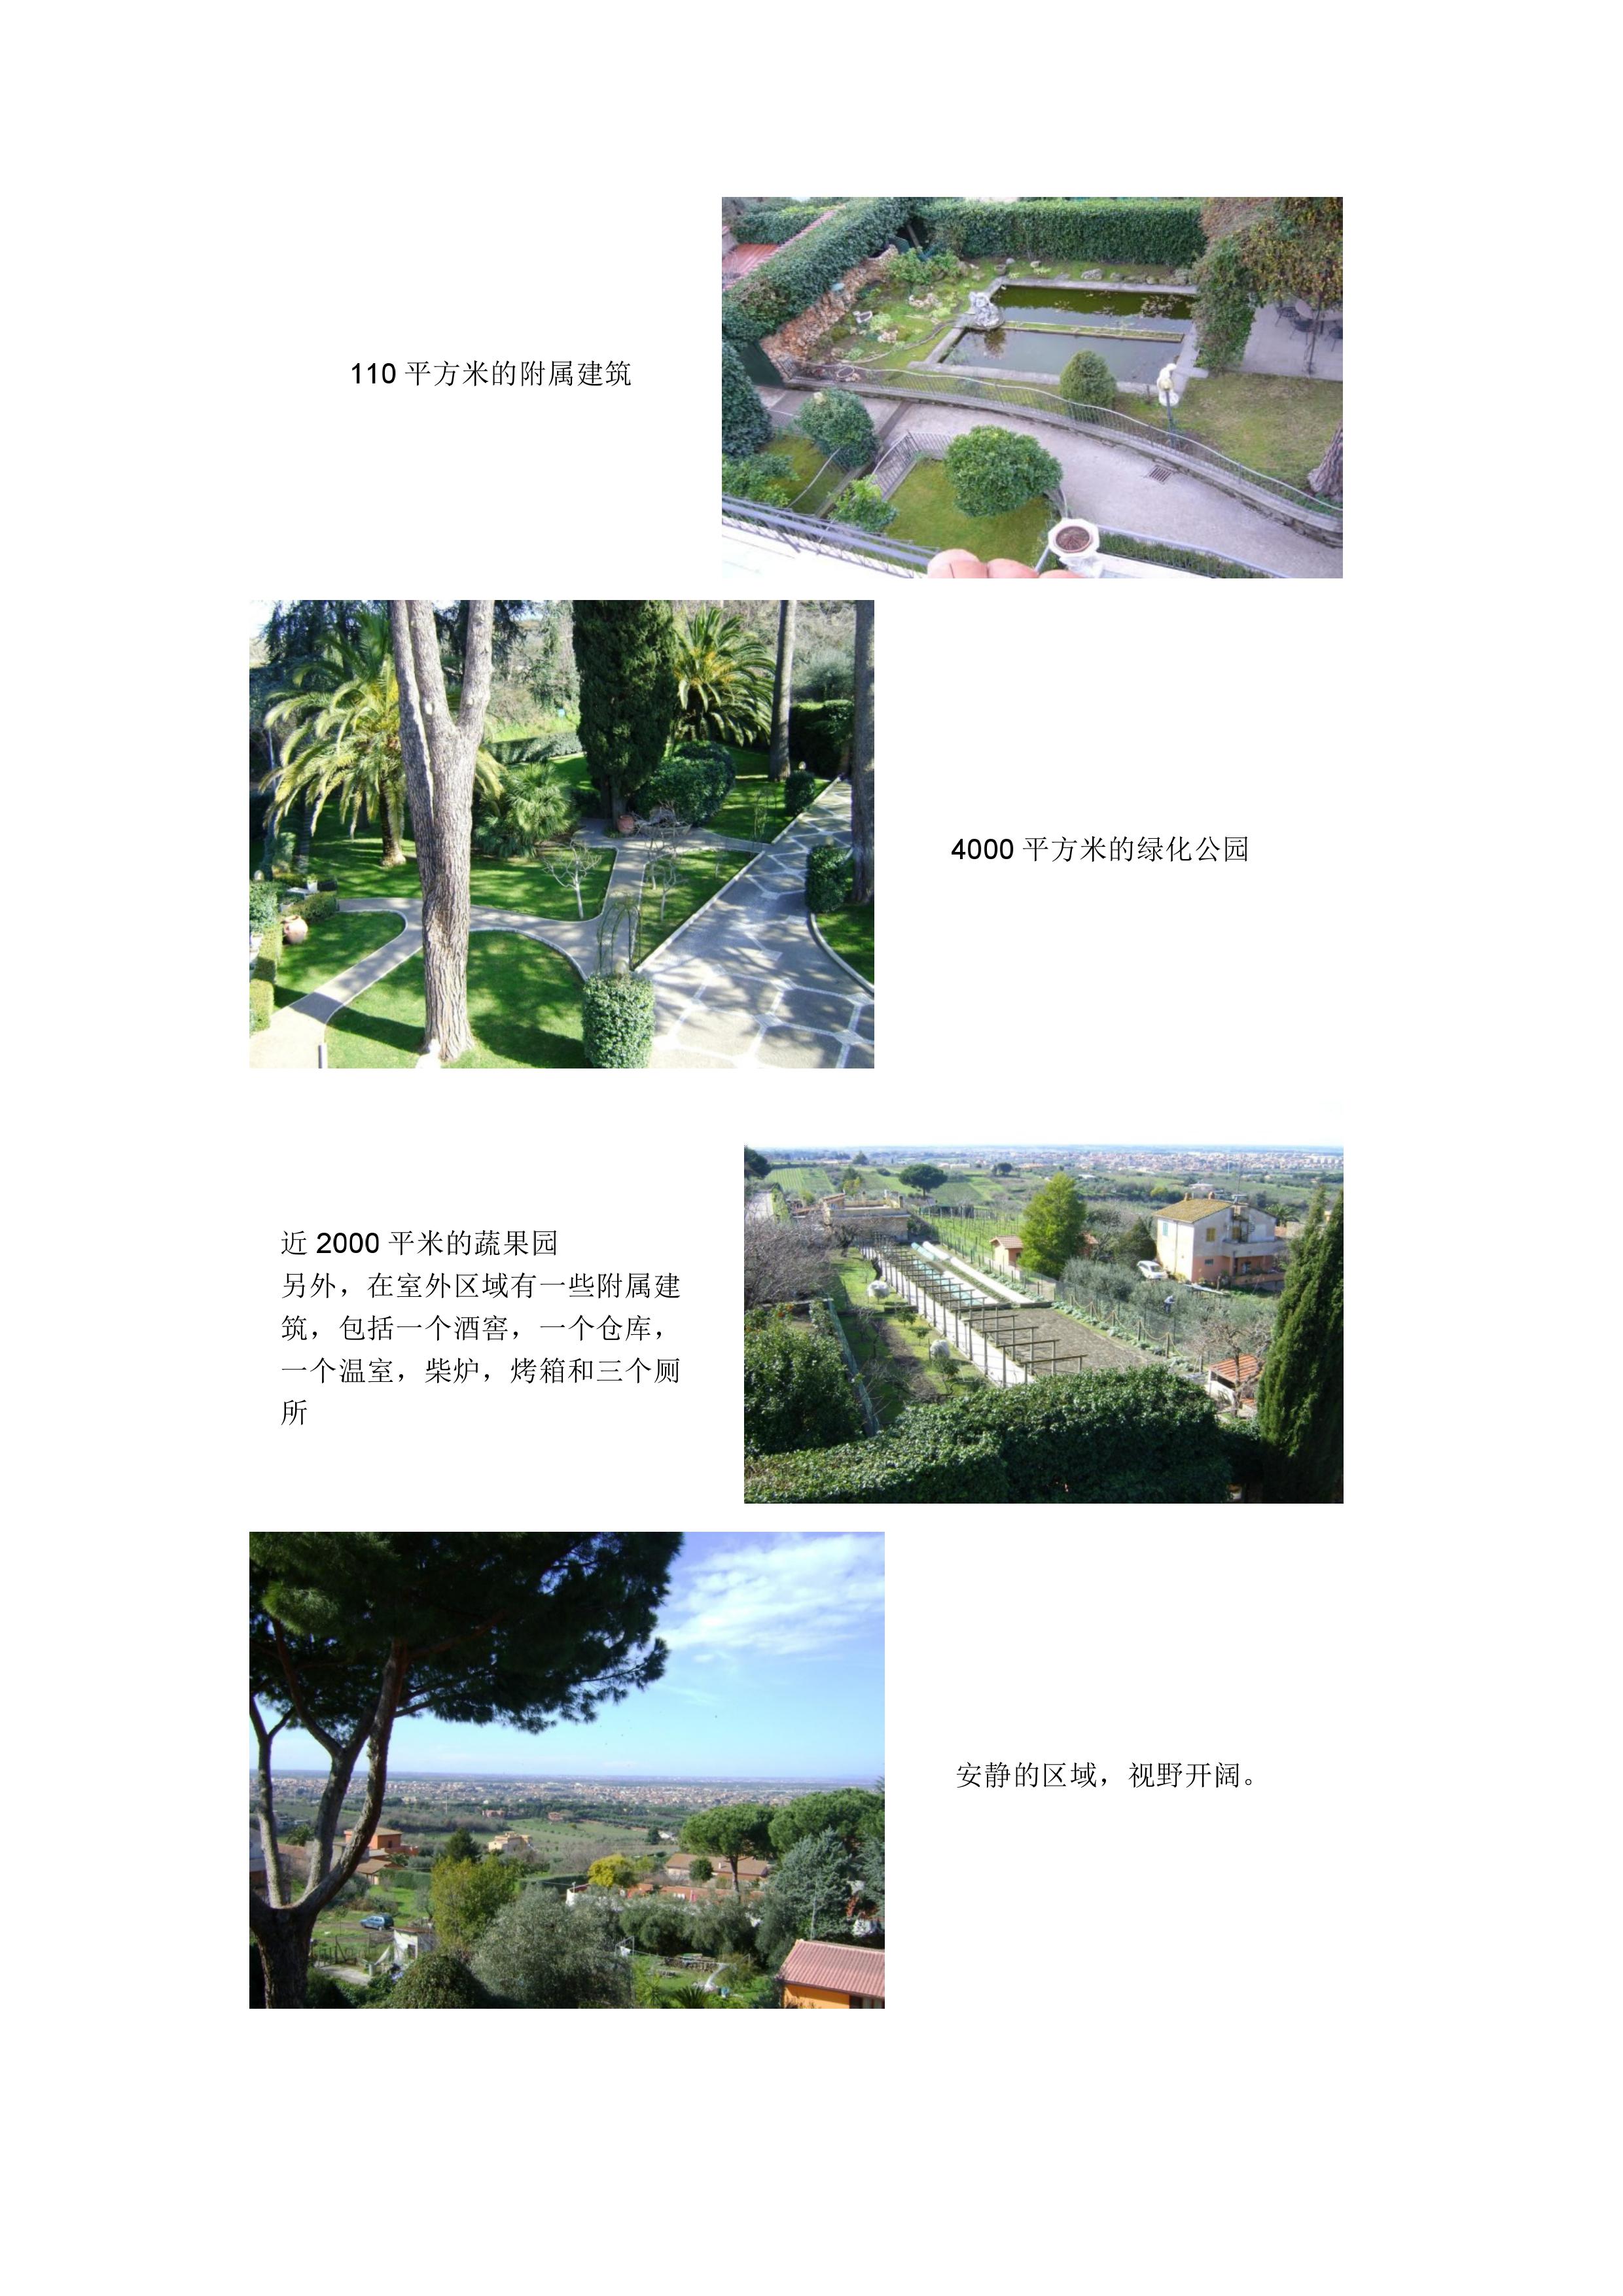 110 平方米的附属建筑
4000 平方米的绿化公园
近 2000 平米的蔬果园
另外，在室外区域有一些附属建
筑，包括一个酒窖，一个仓库，
一个温室，柴炉，烤箱和三个厕
所
安静的区域，视野开阔。